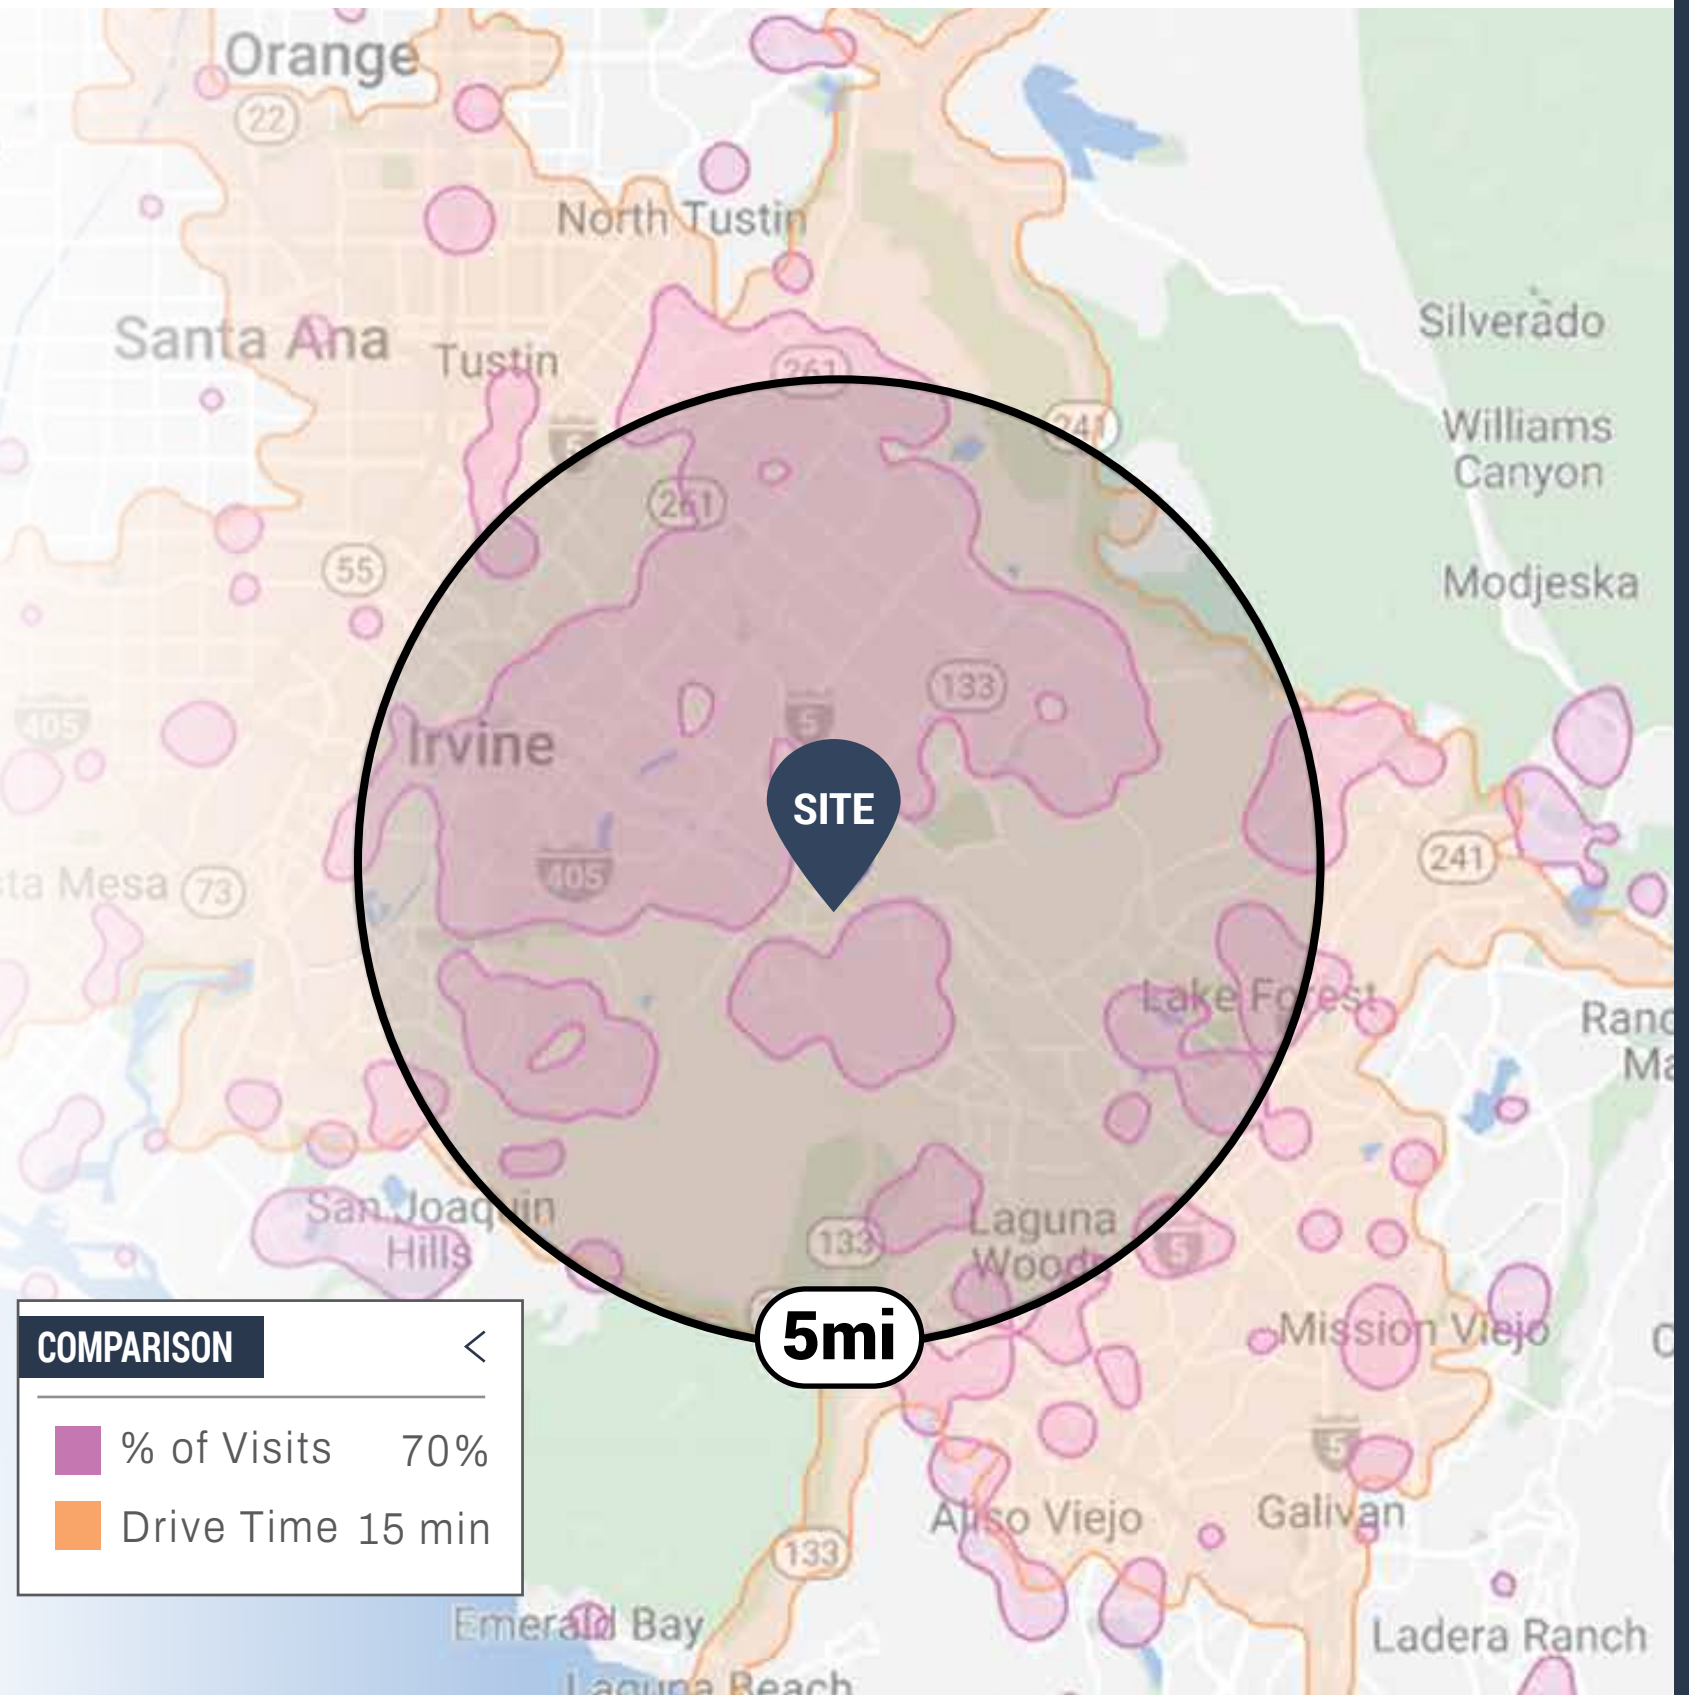 Orange
22
North Tustin
Santa Ana
Tustin
261
5
241
Silverado
Williams
Canyon
261
55
Modjeska
133
405
5
Irvine
SITE
405
241
sta Mesa
73
Lake Forest
Ranc
Ma
San Joaquin
Hills
133
Laguna
Woods
5
5mi
Mission Viejo
C
COMPARISON <
% of Visits 70%
Drive Time 15 min
5
Aliso Viejo
Galivan
133
Emerald Bay
Ladera Ranch
Laguna Beach